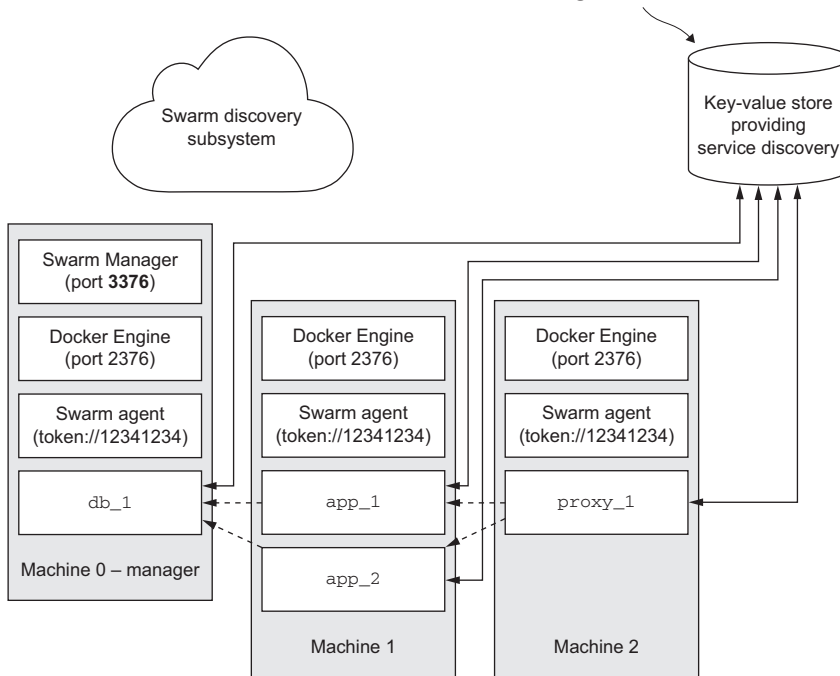 Swarm discovery
subsystem
Key-value store
providing
service discovery
Swarm Manager
(port 3376)
Docker Engine
(port 2376)
Swarm agent
(token://12341234)
db_1
Machine 0 – manager
Docker Engine
(port 2376)
Swarm agent
(token://12341234)
app_1
app_2
Machine 1
Docker Engine
(port 2376)
Swarm agent
(token://12341234)
proxy_1
Machine 2